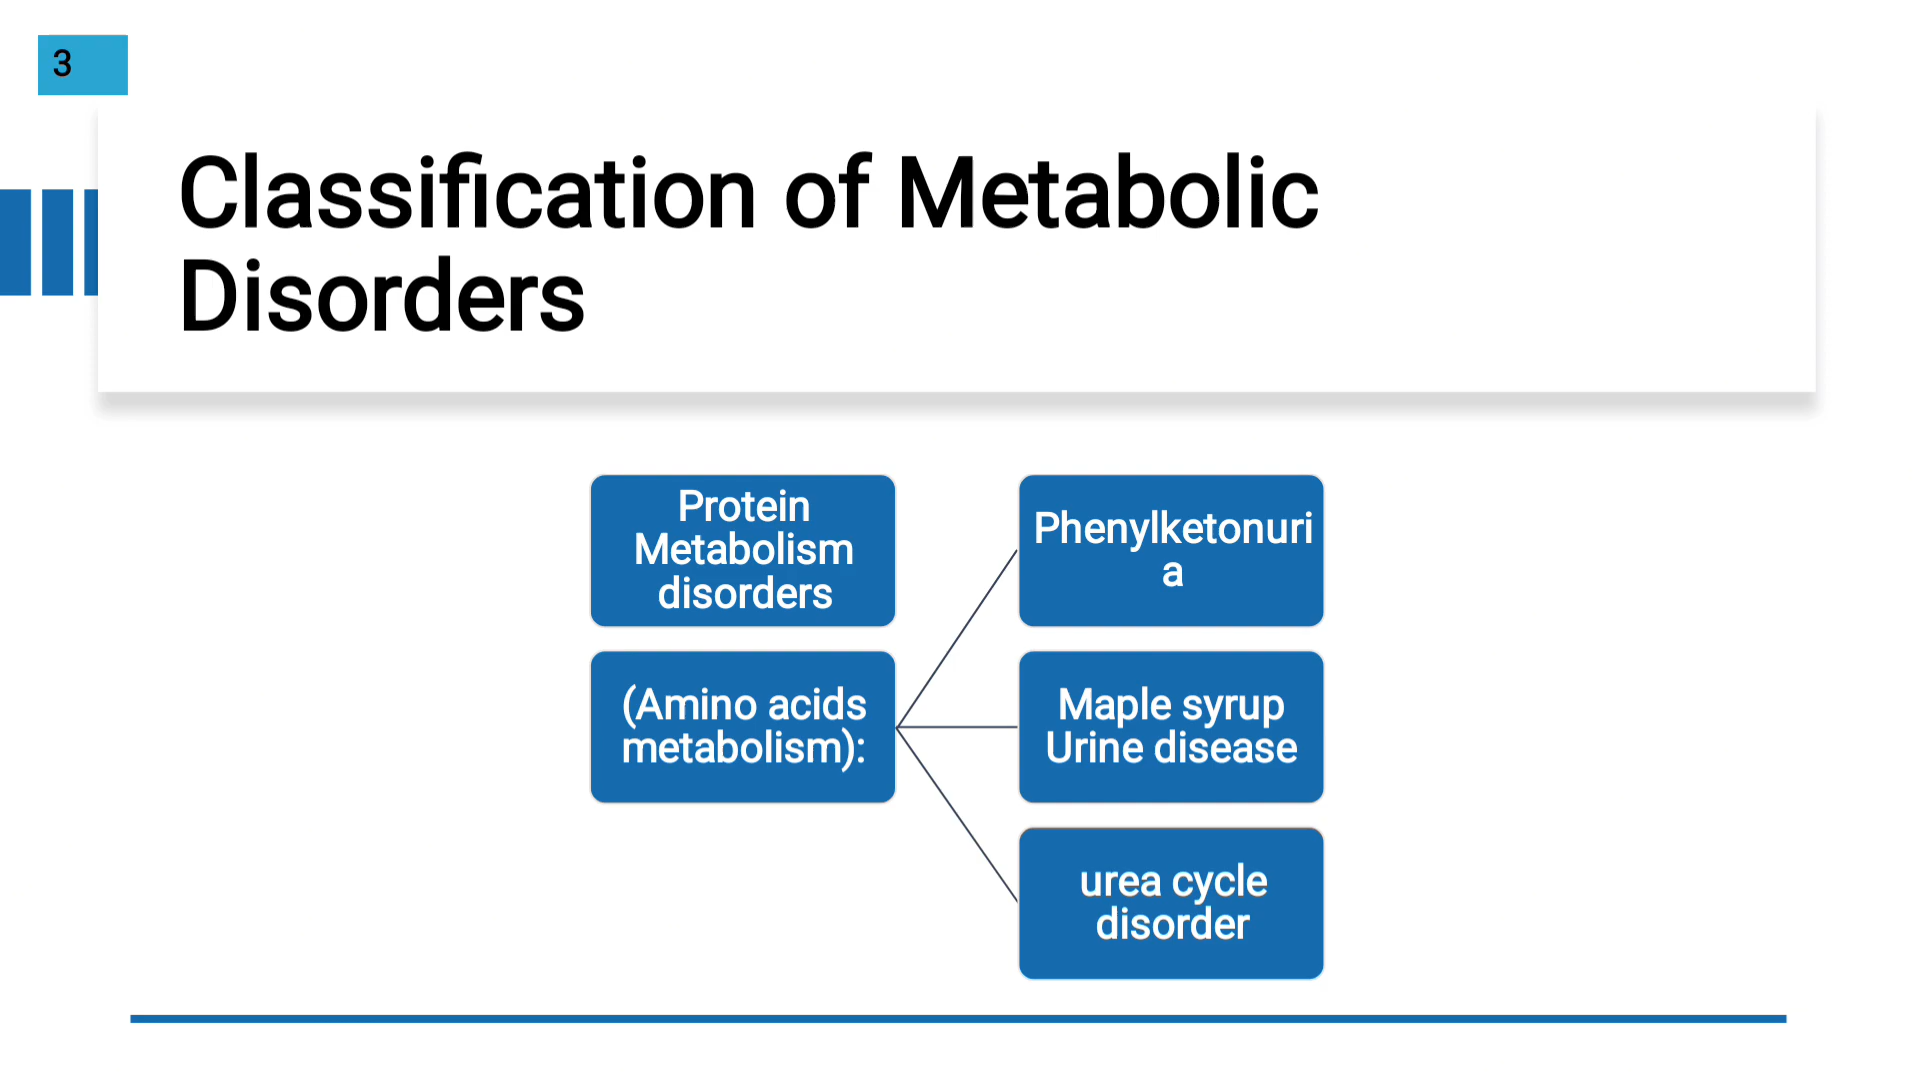 3
Classification of Metabolic
Disorders
Protein
Metabolism
disorders
(Amino acids
metabolism):
Phenylketonuri
a
Maple syrup
Urine disease
urea cycle
disorder